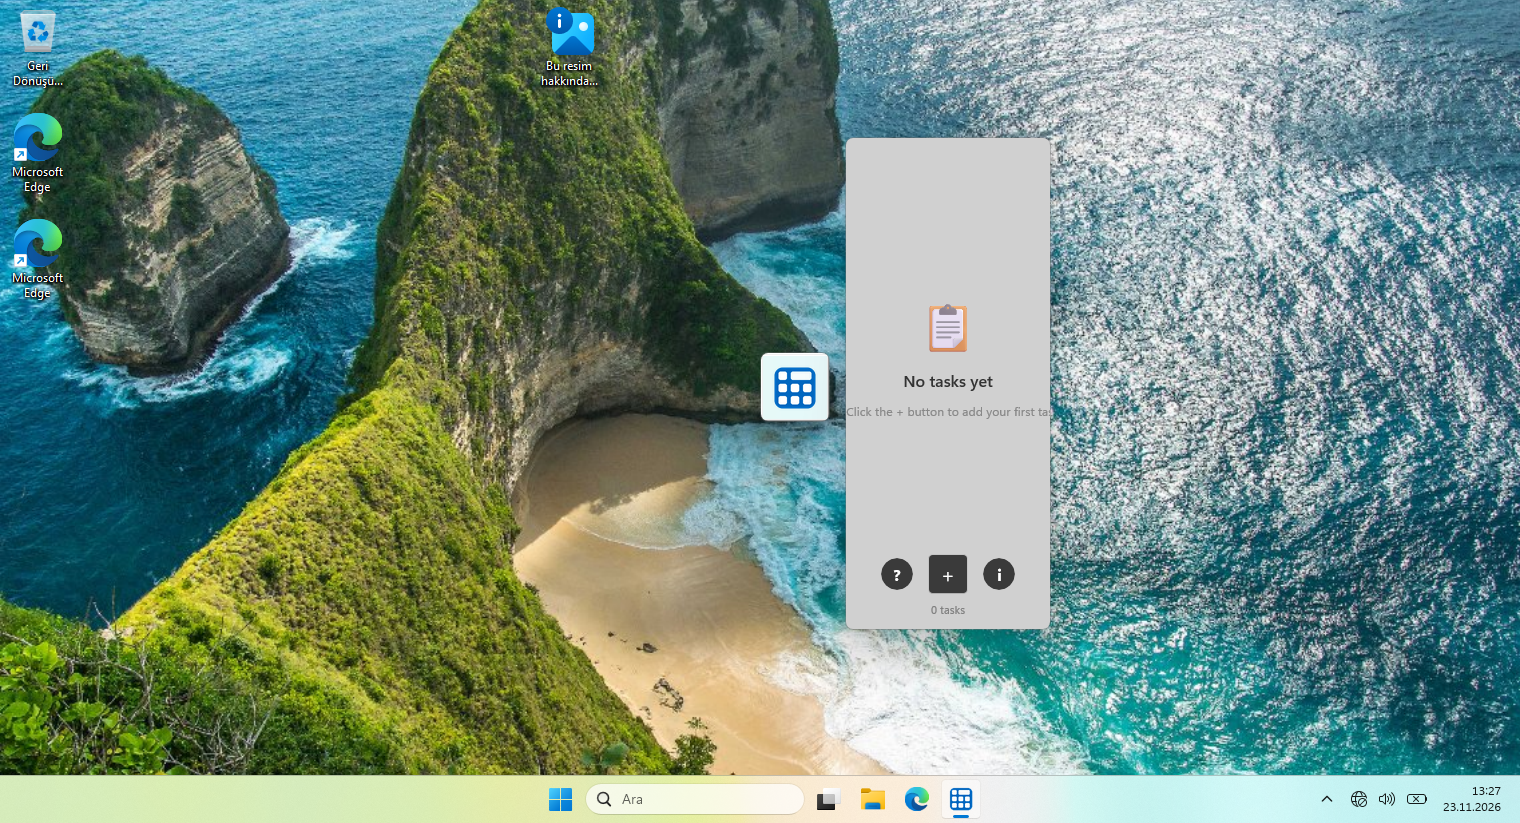 Geri
Dönüşü...
Microsoft
Edge
Microsoft
Edge
Bu resim
hakkında...
No tasks yet
Click the + button to add your first tas
?
+
i
0 tasks
Ara
13:27
23.11.2026